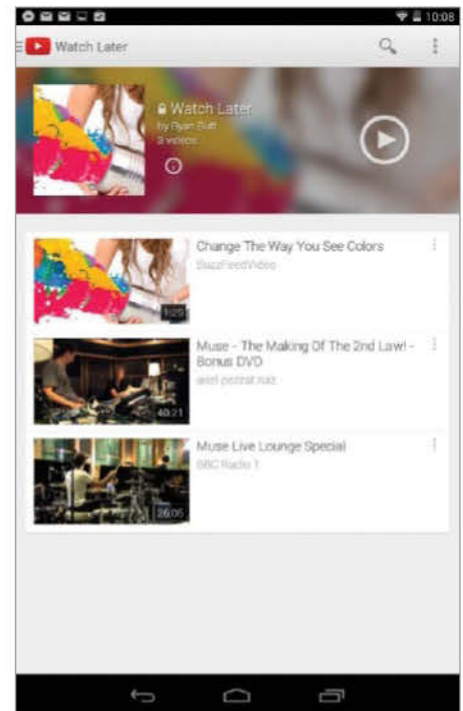 10:08
Watch Later
Watch Later
by Ryan
3 videos
Change The Way You See Colors
BuzzFeedVideo
1:25
Muse - The Making Of The 2nd Law! -
Bonus DVD
40:21
Muse Live Lounge Special
BBC Radio 1
26:06